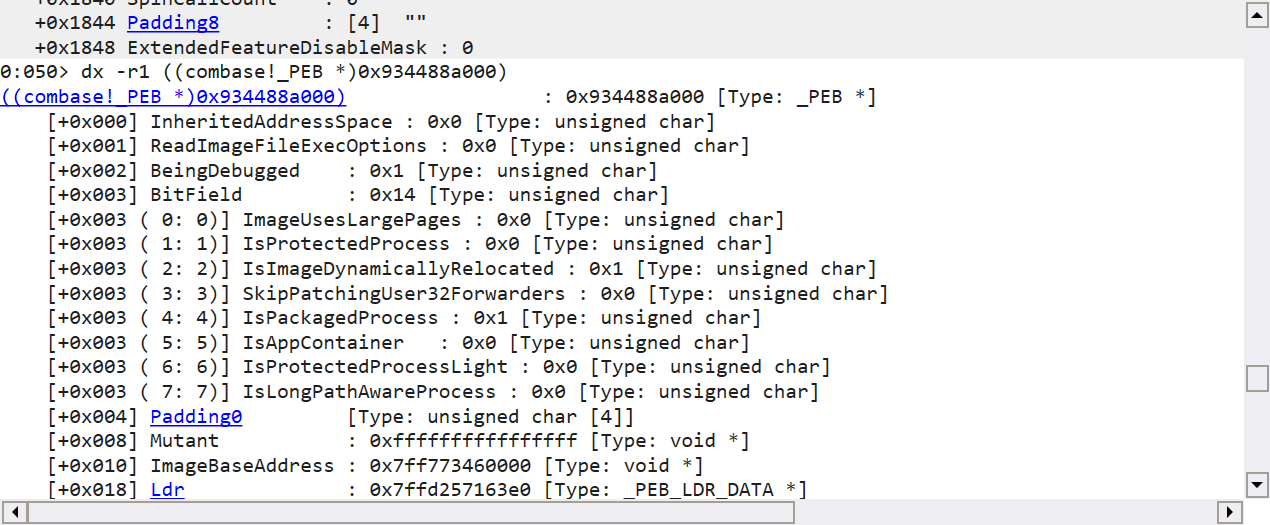 +0x1840 SpinCallCount    : 0
+0x1844 Padding8         : [4]  ""
+0x1848 ExtendedFeatureDisableMask : 0
0:050> dx -r1 ((combase!_PEB *)0x934488a000)
((combase!_PEB *)0x934488a000)                 : 0x934488a000 [Type: _PEB *]
[+0x000] InheritedAddressSpace : 0x0 [Type: unsigned char]
[+0x001] ReadImageFileExecOptions : 0x0 [Type: unsigned char]
[+0x002] BeingDebugged    : 0x1 [Type: unsigned char]
[+0x003] BitField         : 0x14 [Type: unsigned char]
[+0x003 ( 0: 0)] ImageUsesLargePages : 0x0 [Type: unsigned char]
[+0x003 ( 1: 1)] IsProtectedProcess : 0x0 [Type: unsigned char]
[+0x003 ( 2: 2)] IsImageDynamicallyRelocated : 0x1 [Type: unsigned char]
[+0x003 ( 3: 3)] SkipPatchingUser32Forwarders : 0x0 [Type: unsigned char]
[+0x003 ( 4: 4)] IsPackagedProcess : 0x1 [Type: unsigned char]
[+0x003 ( 5: 5)] IsAppContainer   : 0x0 [Type: unsigned char]
[+0x003 ( 6: 6)] IsProtectedProcessLight : 0x0 [Type: unsigned char]
[+0x003 ( 7: 7)] IsLongPathAwareProcess : 0x0 [Type: unsigned char]
[+0x004] Padding0         [Type: unsigned char [4]]
[+0x008] Mutant           : 0xffffffffffffffff [Type: void *]
[+0x010] ImageBaseAddress : 0x7ff773460000 [Type: void *]
[+0x018] Ldr              : 0x7ffd257163e0 [Type: _PEB_LDR_DATA *]